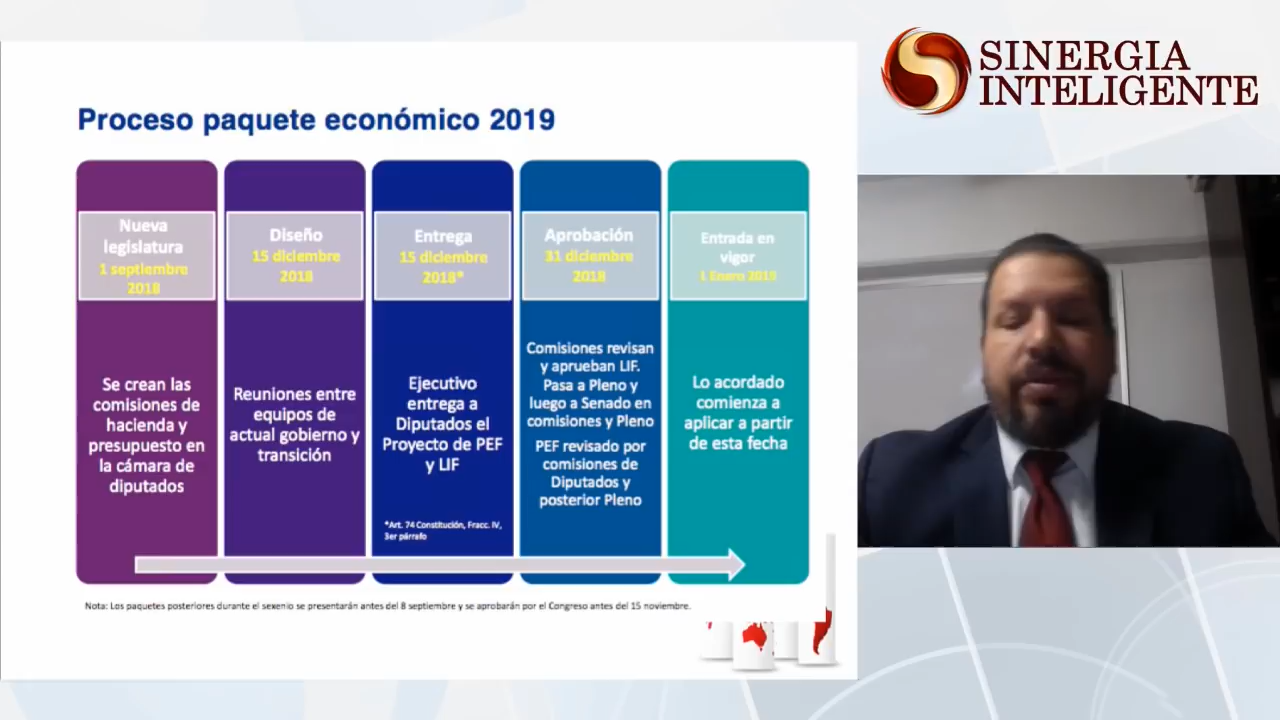 SINERGIA
INTELIGENTE
Proceso paquete económico 2019
Nueva
legislatura
1 septiembre
2018
Se crean las
comisiones de
hacienda y
presupuesto en
la cámara de
diputados
Diseño
15 diciembre
2018
Reuniones entre
equipos de
actual gobierno y
transición
Entrega
15 diciembre
2018*
Ejecutivo
entrega a
Diputados el
Proyecto de PEF
y LIF
*Art. 74 Constitución, Fracc. IV,
3er párrafo
Aprobación
31 diciembre
2018
Comisiones revisan
y aprueban LIF.
Pasa a Pleno y
luego a Senado en
comisiones y Pleno
PEF revisado por
comisiones de
Diputados y
posterior Pleno
Entrada en
vigor
1 Enero 2019
Lo acordado
comienza a
aplicar a partir
de esta fecha
Nota: Los paquetes posteriores durante el sexenio se presentarán antes del 8 septiembre y se aprobarán por el Congreso antes del 15 noviembre.